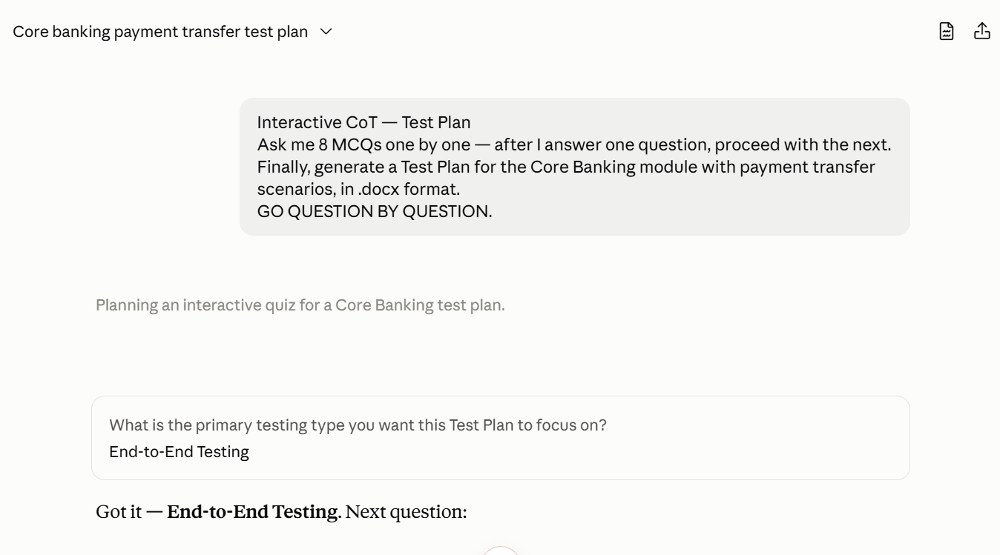 Core banking payment transfer test plan
Interactive CoT — Test Plan
Ask me 8 MCQs one by one — after I answer one question, proceed with the next.
Finally, generate a Test Plan for the Core Banking module with payment transfer
scenarios, in .docx format.
GO QUESTION BY QUESTION.
Planning an interactive quiz for a Core Banking test plan.
What is the primary testing type you want this Test Plan to focus on?
End-to-End Testing
Got it — End-to-End Testing. Next question: